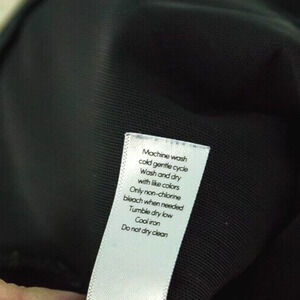 Machine wash
cold gentle cycle
Wash and dry
with like colors
Only non-chlorine
bleach when needed
Tumble dry low
Cool iron
Do not dry clean